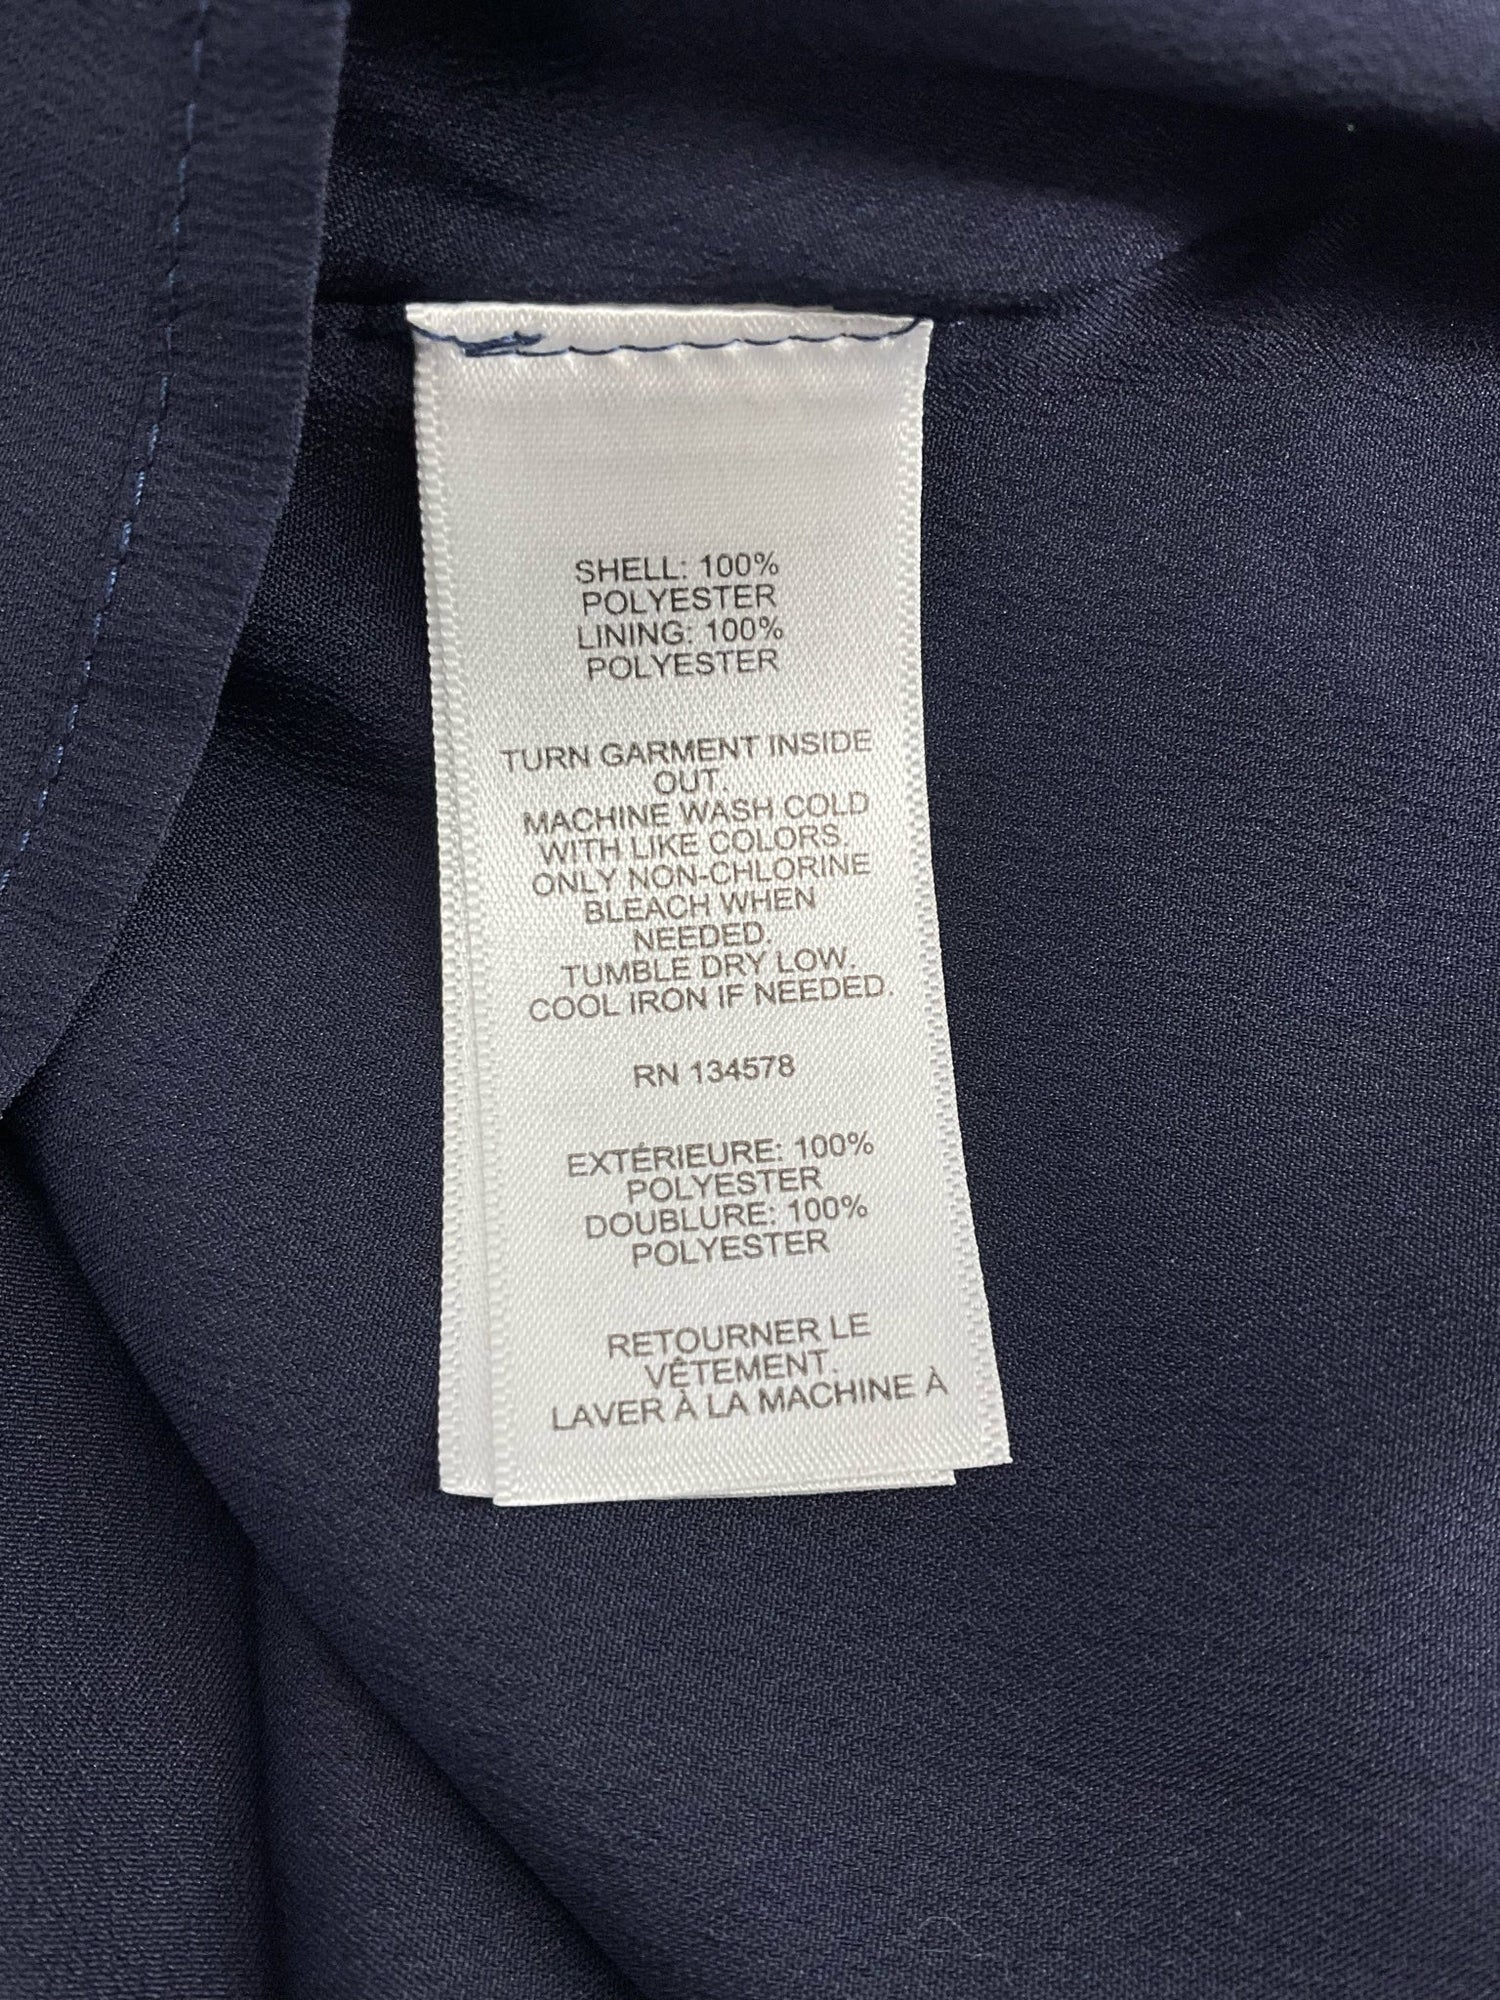 SHELL: 100%
POLYESTER
LINING: 100%
POLYESTER
TURN GARMENT INSIDE
OUT.
MACHINE WASH COLD
WITH LIKE COLORS.
ONLY NON-CHLORINE
BLEACH WHEN
NEEDED.
TUMBLE DRY LOW.
COOL IRON IF NEEDED.
RN 134578
EXTÉRIEURE: 100%
POLYESTER
DOUBLURE: 100%
POLYESTER
RETOURNER LE
VÊTEMENT.
LAVER À LA MACHINE À